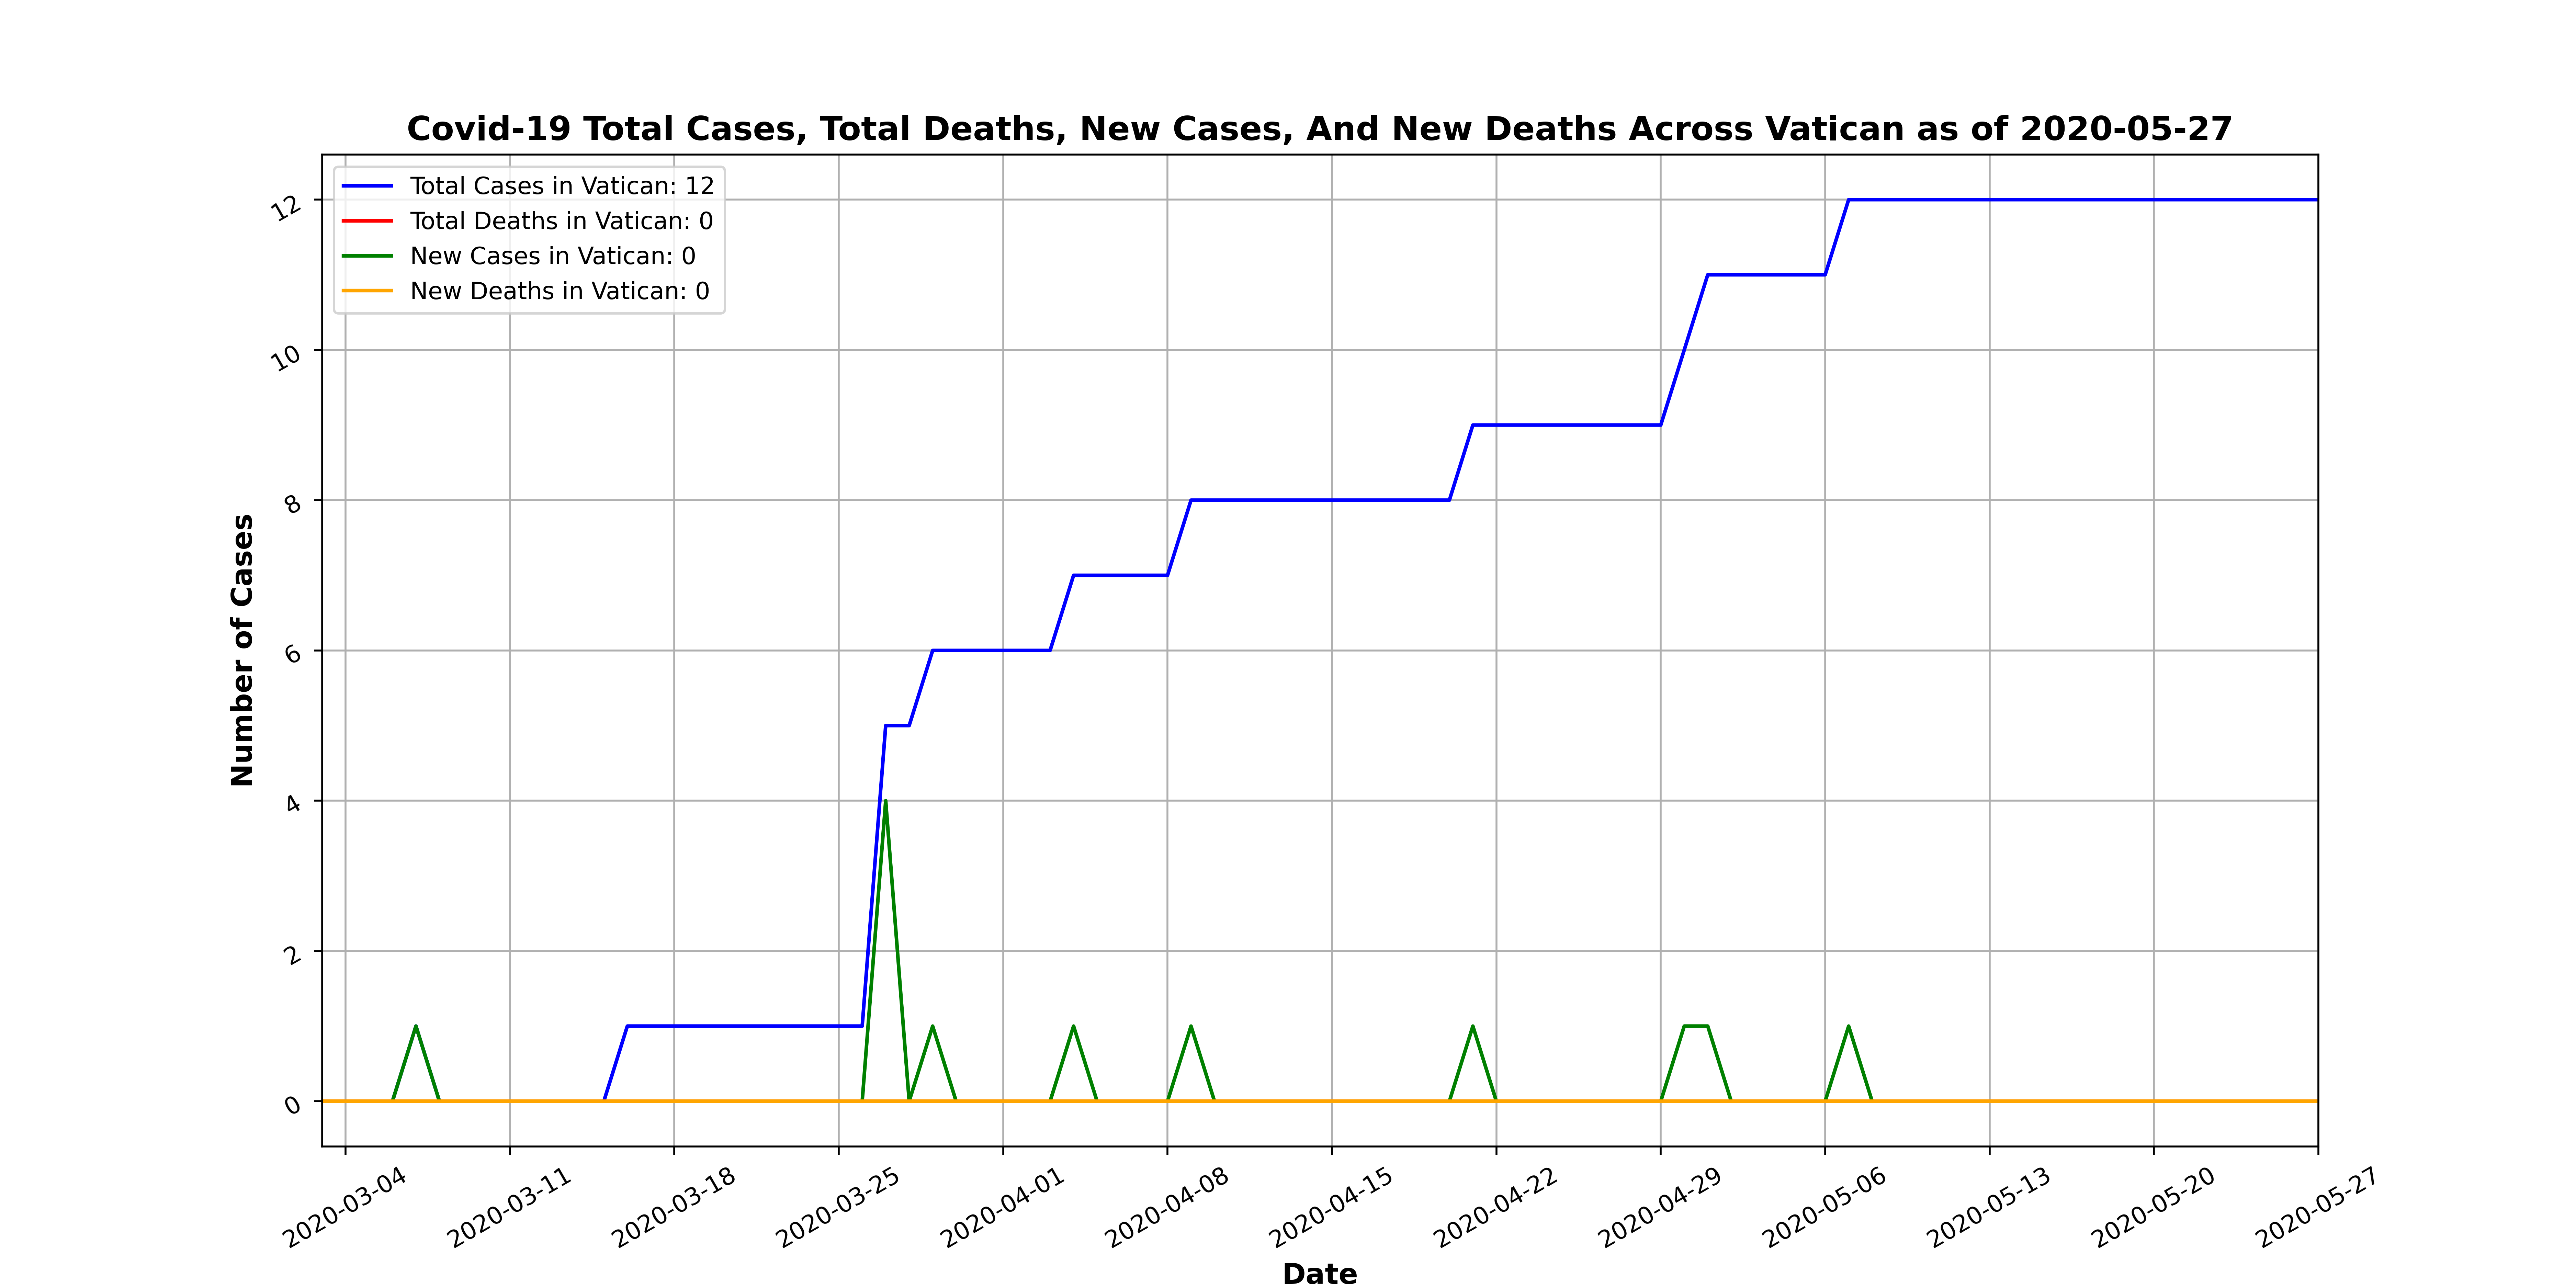 Covid-19 Total Cases, Total Deaths, New Cases, And New Deaths Across Vatican as of 2020-05-27
Total Cases in Vatican: 12
Total Deaths in Vatican: 0
New Cases in Vatican: 0
New Deaths in Vatican: 0
Number of Cases
12
10
8
6
4
2
0
2020-03-04
2020-03-11
2020-03-18
2020-03-25
2020-04-01
2020-04-08
2020-04-15
2020-04-22
2020-04-29
2020-05-06
2020-05-13
2020-05-20
2020-05-27
Date